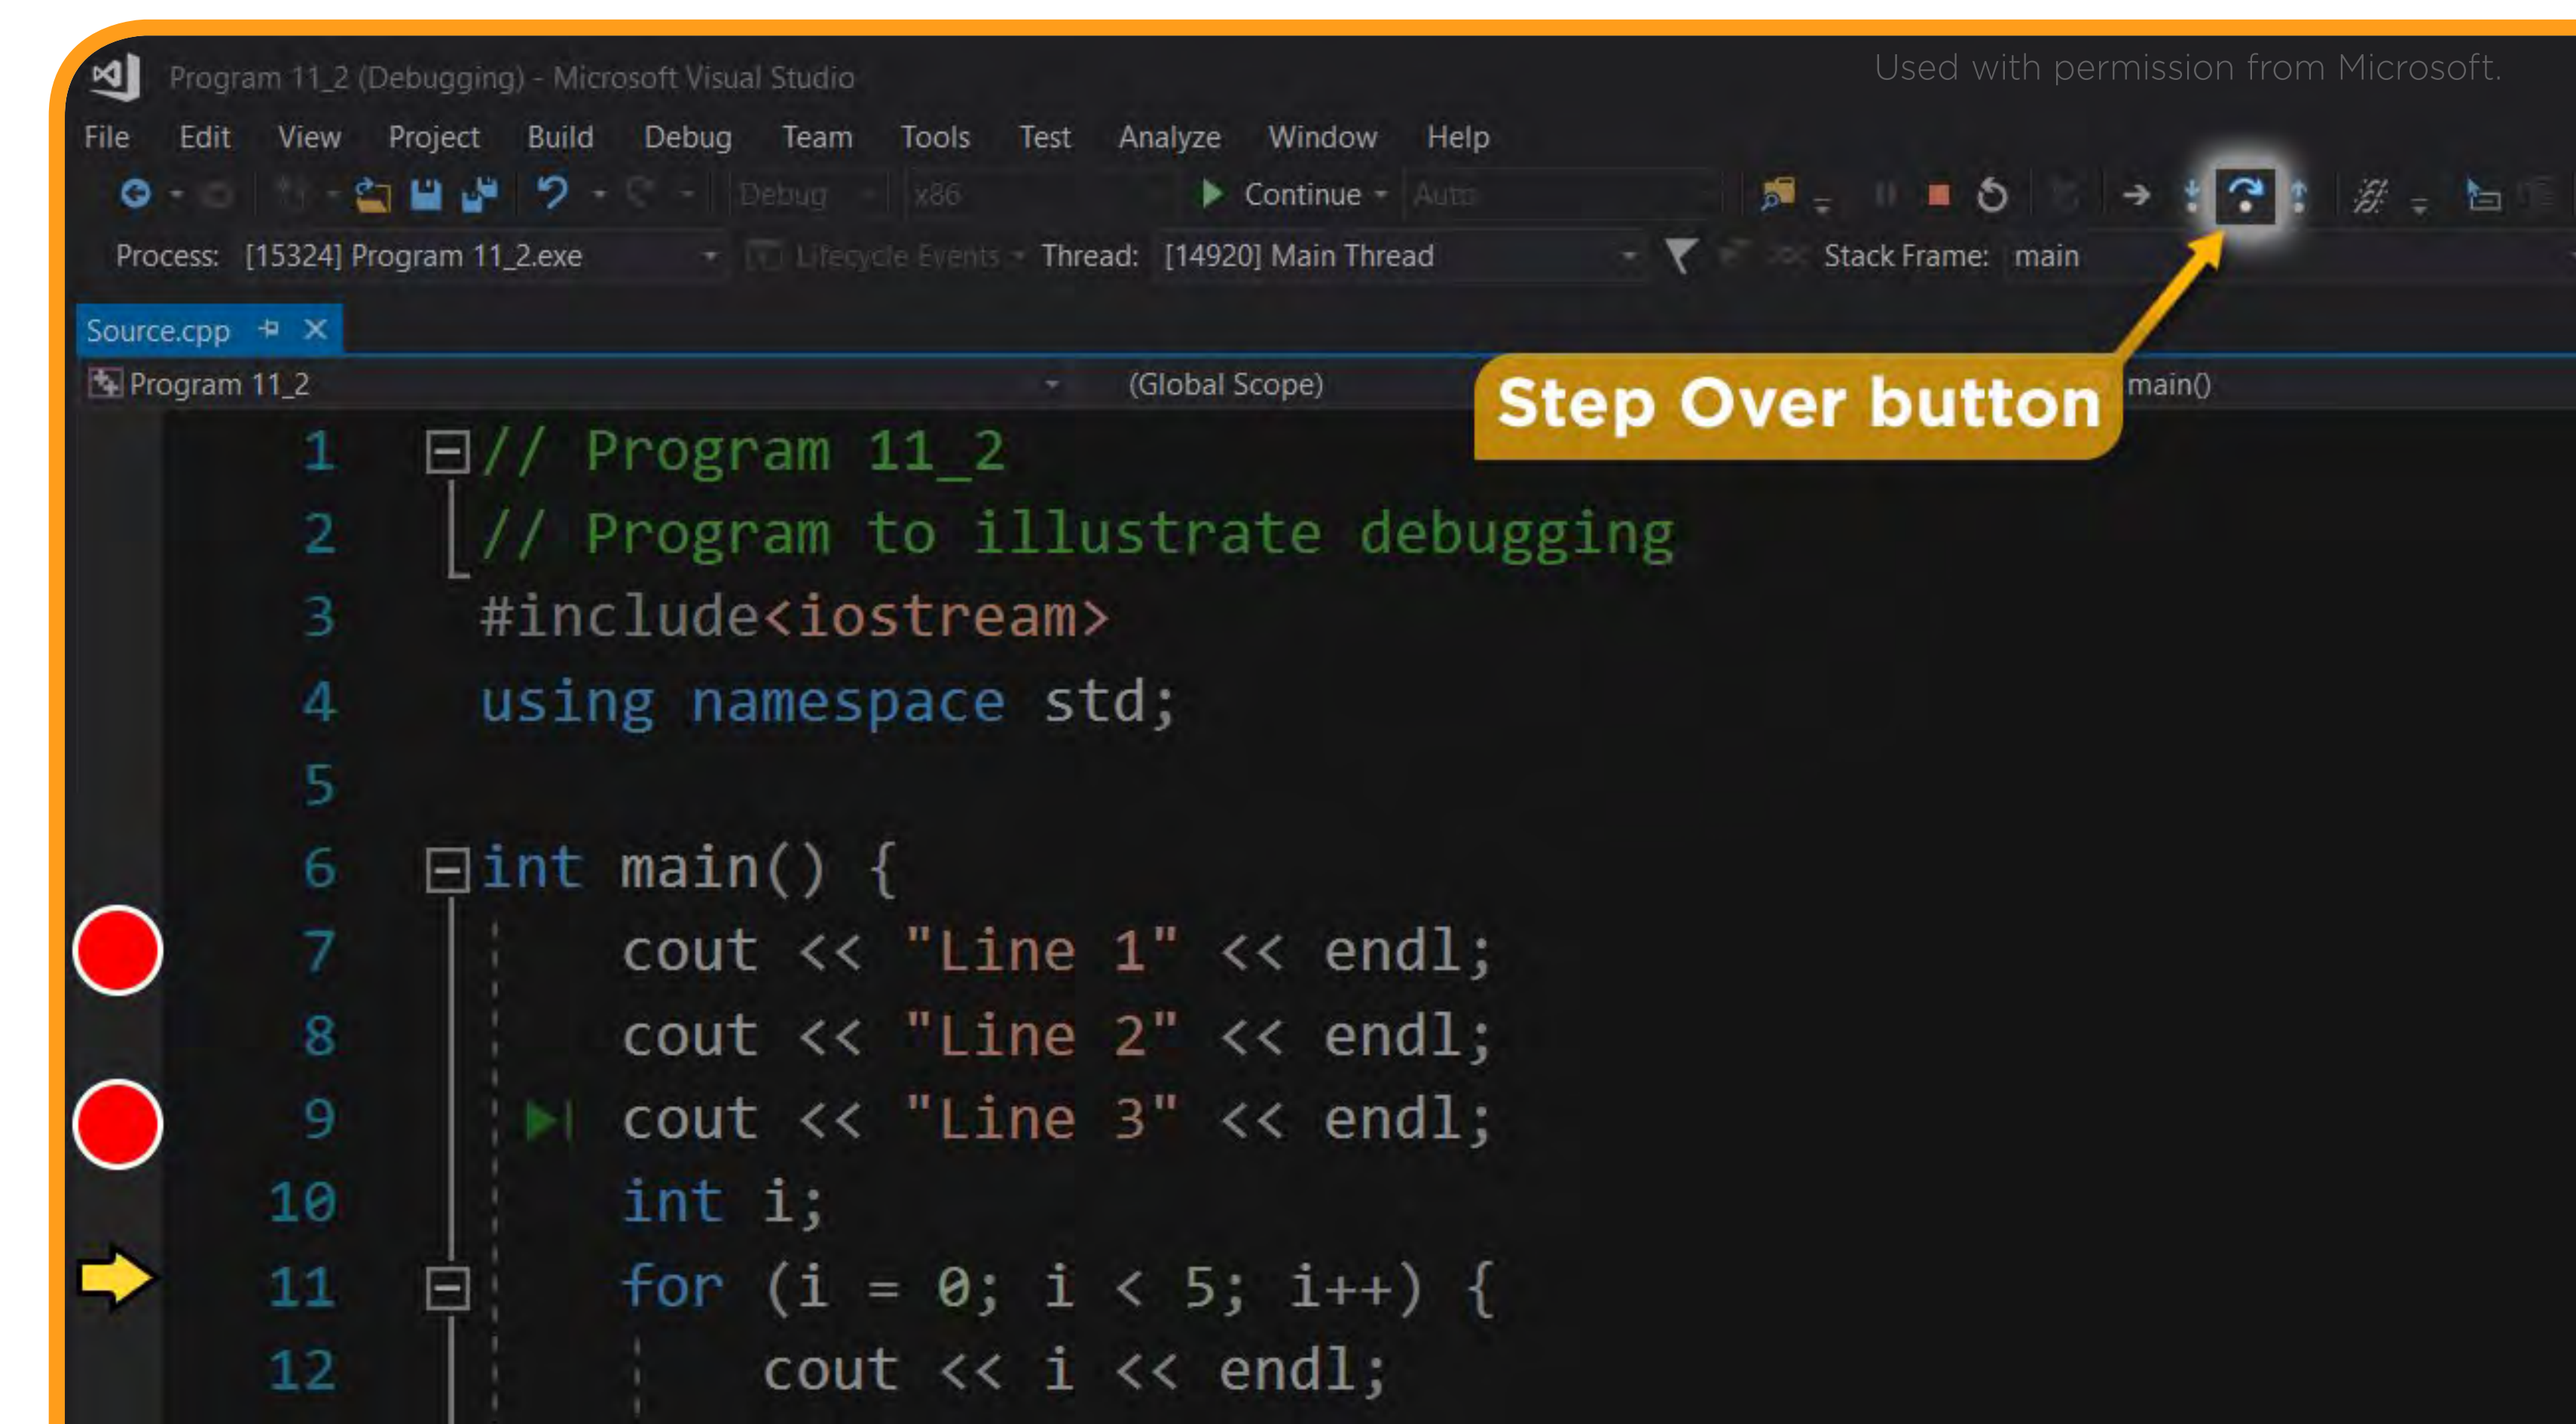 Program 11_2 (Debugging) - Microsoft Visual Studio
Used with permission from Microsoft.
File Edit View Project Build Debug Team Tools Test Analyze Window Help
Debug x86 Continue Auto
Process: [15324] Program 11_2.exe Lifecycle Events Thread: [14920] Main Thread Stack Frame: main
Source.cpp
Program 11_2 (Global Scope) main()
Step Over button
1 // Program 11_2
2 // Program to illustrate debugging
3 #include<iostream>
4 using namespace std;
5
6 int main() {
7 cout << "Line 1" << endl;
8 cout << "Line 2" << endl;
9 cout << "Line 3" << endl;
10 int i;
11 for (i = 0; i < 5; i++) {
12 cout << i << endl;